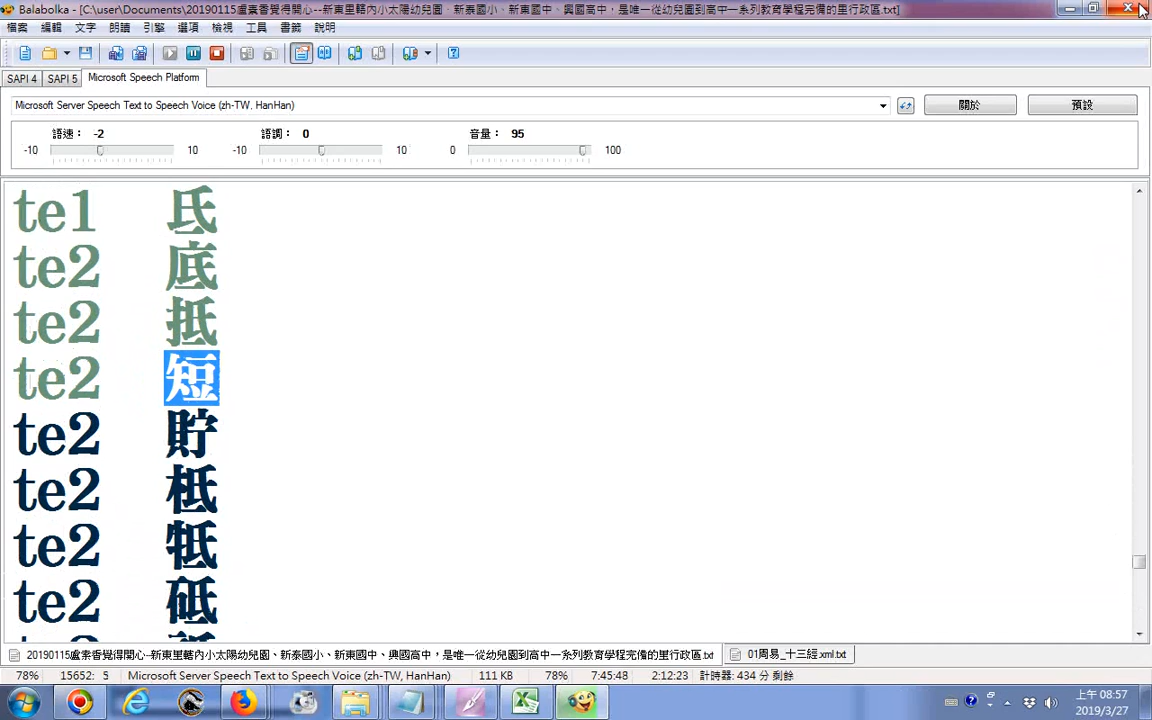 Balabolka - [C:\user\Documents\20190115盧素香覺得開心--新東里轄內小太陽幼兒園、新泰國小、新東國中、興國高中，是唯一從幼兒園到高中一系列教育學程完備的里行政區.txt]
檔案 編輯 文字 朗讀 引擎 選項 檢視 工具 書籤 說明
SAPI 4 SAPI 5 Microsoft Speech Platform
Microsoft Server Speech Text to Speech Voice (zh-TW, HanHan) 關於 預設
語速： -2 語調： 0 音量： 95
-10 10 -10 10 0 100
te1 氐
te2 底
te2 抵
te2 短
te2 貯
te2 柢
te2 牴
te2 砥
te2
20190115盧素香覺得開心--新東里轄內小太陽幼兒園、新泰國小、新東國中、興國高中，是唯一從幼兒園到高中一系列教育學程完備的里行政區.txt 01周易_十三經.xml.txt
78% 15652: 5 Microsoft Server Speech Text to Speech Voice (zh-TW, HanHan) 111 KB 78% 7:45:48 2:12:23 計時器: 434 分 剩餘
上午 08:57
2019/3/27